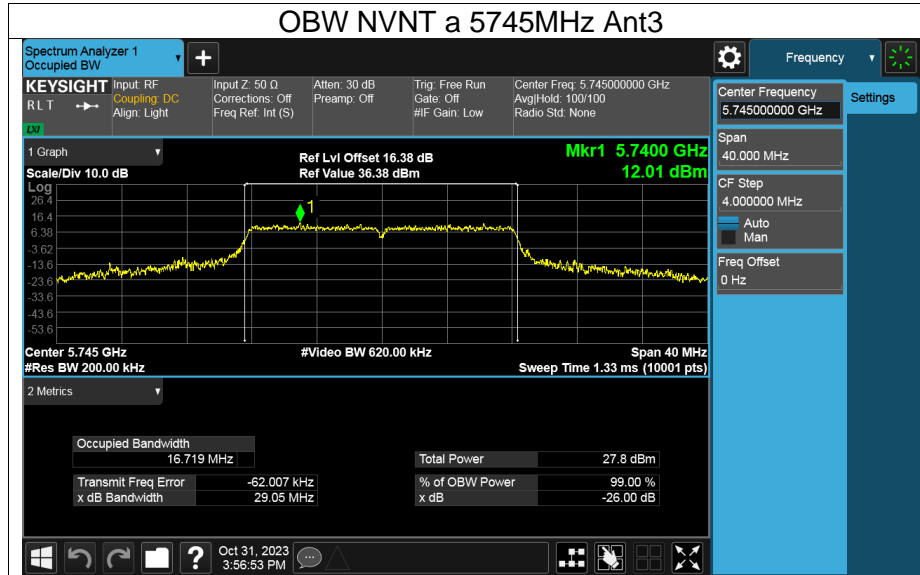 OBW NVNT a 5745MHz Ant3
Spectrum Analyzer 1
Occupied BW
Frequency
KEYSIGHT
R L T
LXI
Input: RF
Coupling: DC
Align: Light
Input Z: 50 Ω
Corrections: Off
Freq Ref: Int (S)
Atten: 30 dB
Preamp: Off
Trig: Free Run
Gate: Off
#IF Gain: Low
Center Freq: 5.745000000 GHz
Avg|Hold: 100/100
Radio Std: None
Center Frequency
5.745000000 GHz
Settings
Span
40.000 MHz
CF Step
4.000000 MHz
Auto
Man
Freq Offset
0 Hz
1 Graph
Ref Lvl Offset 16.38 dB
Mkr1 5.7400 GHz
Scale/Div 10.0 dB
Ref Value 36.38 dBm
12.01 dBm
Log
26.4
16.4
6.38
-3.62
-13.6
-23.6
-33.6
-43.6
-53.6
1
Center 5.745 GHz
#Video BW 620.00 kHz
Span 40 MHz
#Res BW 200.00 kHz
Sweep Time 1.33 ms (10001 pts)
2 Metrics
Occupied Bandwidth
16.719 MHz
Total Power 27.8 dBm
Transmit Freq Error -62.007 kHz
% of OBW Power 99.00 %
x dB Bandwidth 29.05 MHz
x dB -26.00 dB
?
Oct 31, 2023
3:56:53 PM